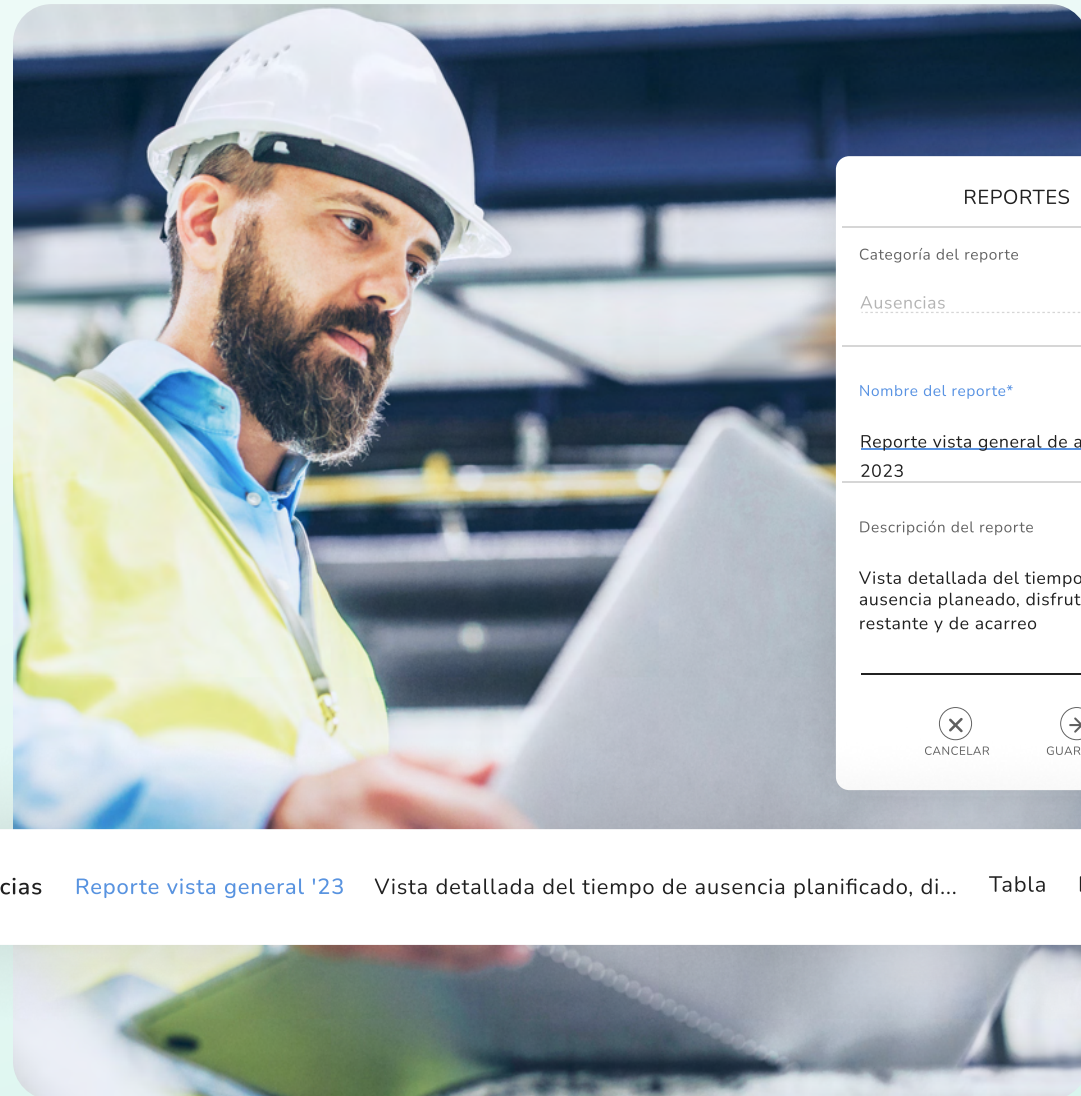 REPORTES
Categoría del reporte
Ausencias
Nombre del reporte*
Reporte vista general de
2023
Descripción del reporte
Vista detallada del tiempo
ausencia planeado,
restante y de acarreo
CANCELAR
Reporte vista general '23
Vista detallada del tiempo de ausencia planificado, di...
Tabla